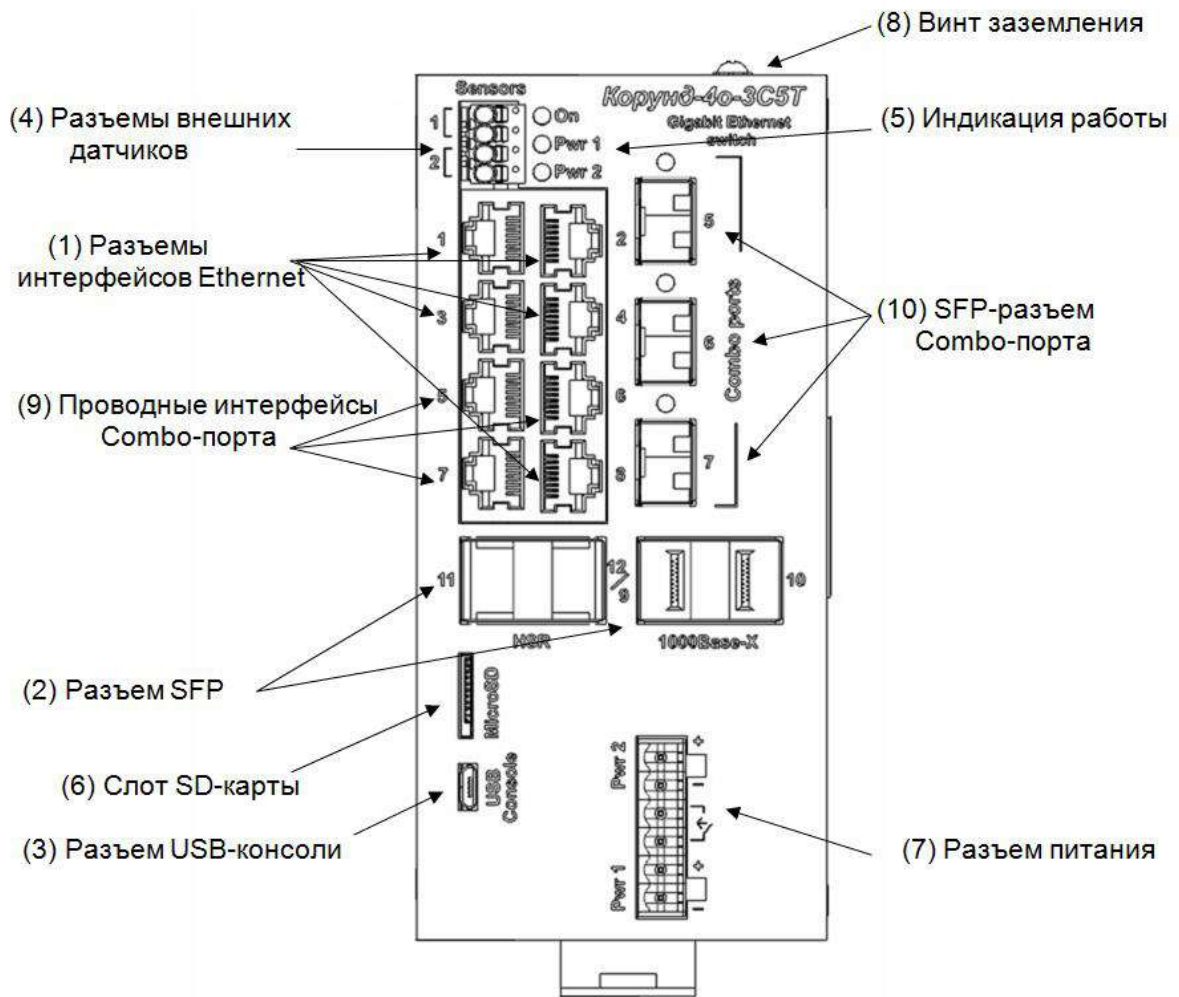 (8) Винт заземления
Sensors
Корунд-4о-3С5Т
Gigabit Ethernet
switch
(4) Разъемы внешних
датчиков
1
2
On
Pwr 1
Pwr 2
(5) Индикация работы
(1) Разъемы
интерфейсов Ethernet
1
2
3
4
5
6
7
8
5
6
7
Combo ports
(10) SFP-разъем
Combo-порта
(9) Проводные интерфейсы
Combo-порта
11
12
9
10
HSR
1000Base-X
(2) Разъем SFP
MicroSD
(6) Слот SD-карты
USB
Console
(3) Разъем USB-консоли
Pwr 2
+
-
Pwr 1
+
-
(7) Разъем питания